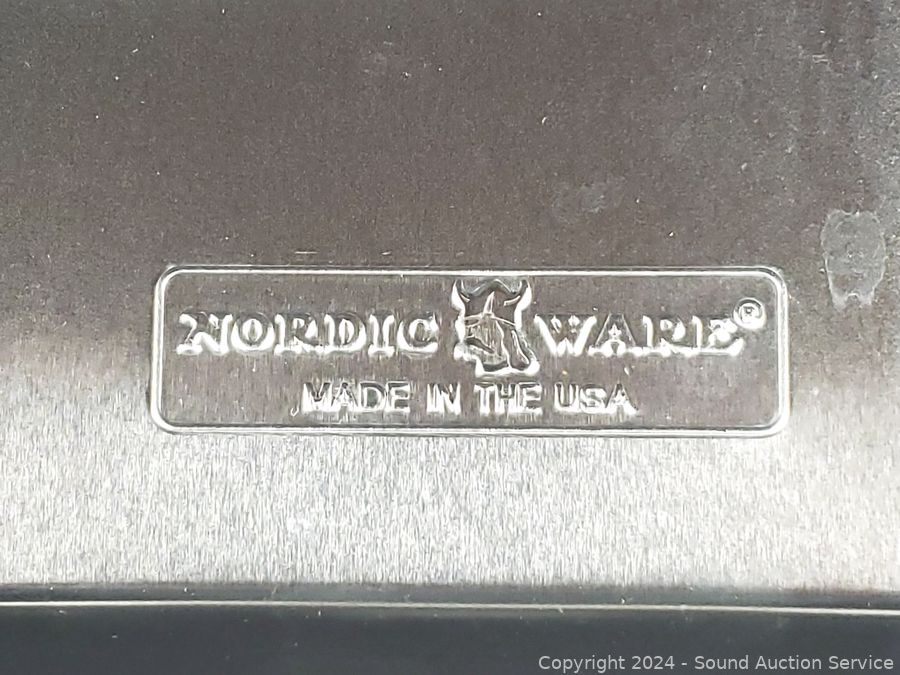 NORDIC WARE®
MADE IN THE USA
Copyright 2024 - Sound Auction Service